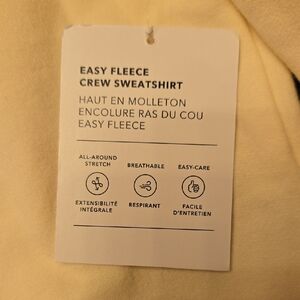 EASY FLEECE
CREW SWEATSHIRT
HAUT EN MOLLETON
ENCOLURE RAS DU COU
EASY FLEECE
ALL-AROUND
STRETCH
BREATHABLE
EASY-CARE
EXTENSIBILITÉ
INTÉGRALE
RESPIRANT
FACILE
D'ENTRETIEN